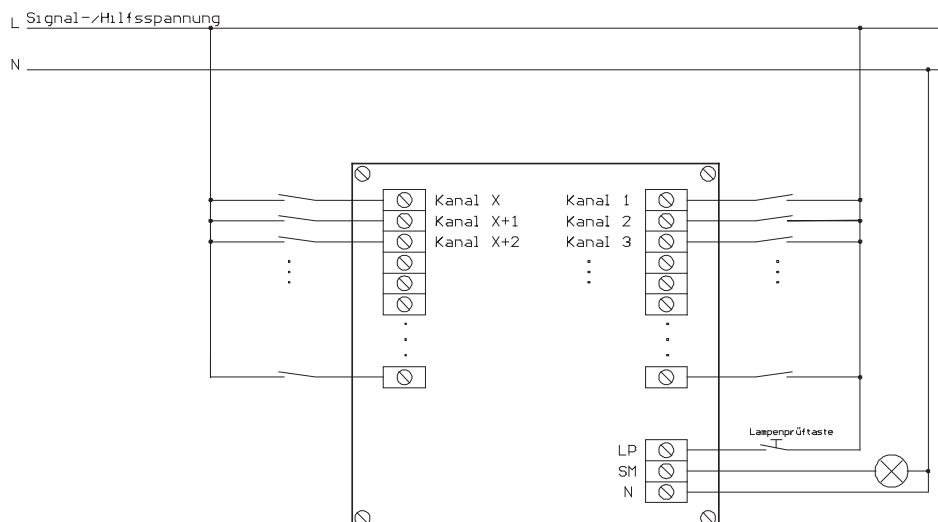 L Signal-/Hilfsspannung
N
Kanal X Kanal 1
Kanal X+1 Kanal 2
Kanal X+2 Kanal 3
Lampenprüftaste
LP
SM
N